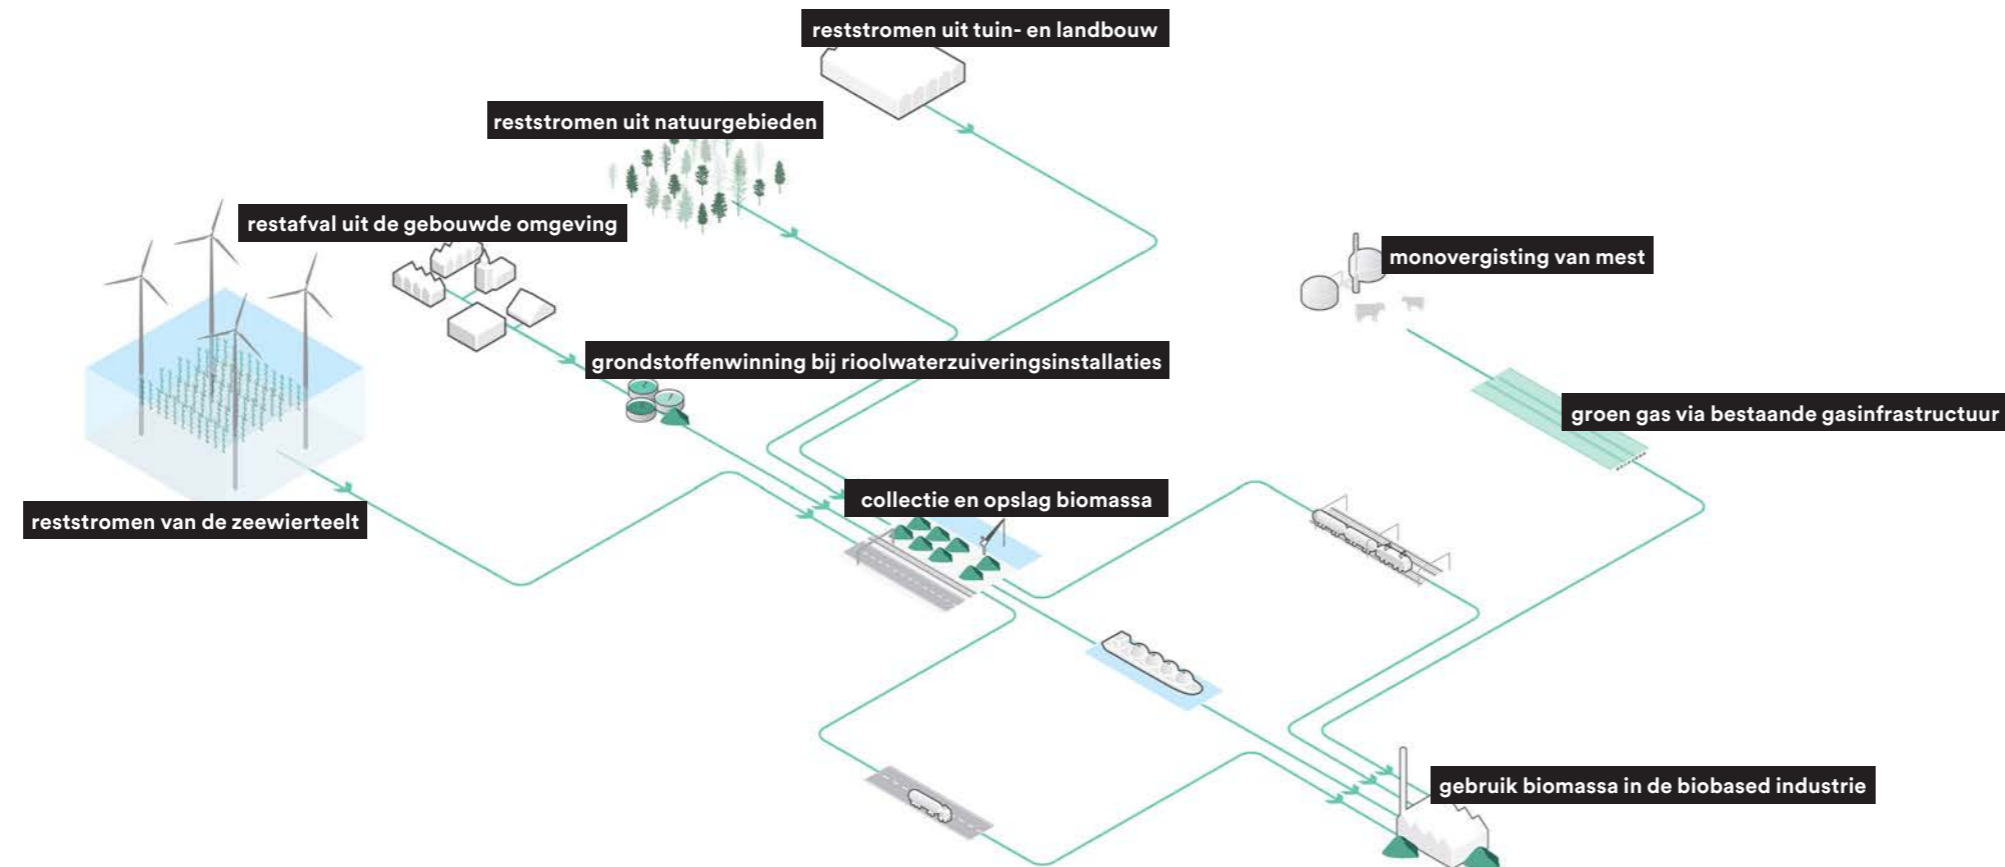 reststromen uit tuin- en landbouw
reststromen uit natuurgebieden
restafval uit de gebouwde omgeving
monovergisting van mest
grondstoffenwinning bij rioolwaterzuiveringsinstallaties
groen gas via bestaande gasinfrastructuur
collectie en opslag biomassa
reststromen van de zeewierteelt
gebruik biomassa in de biobased industrie